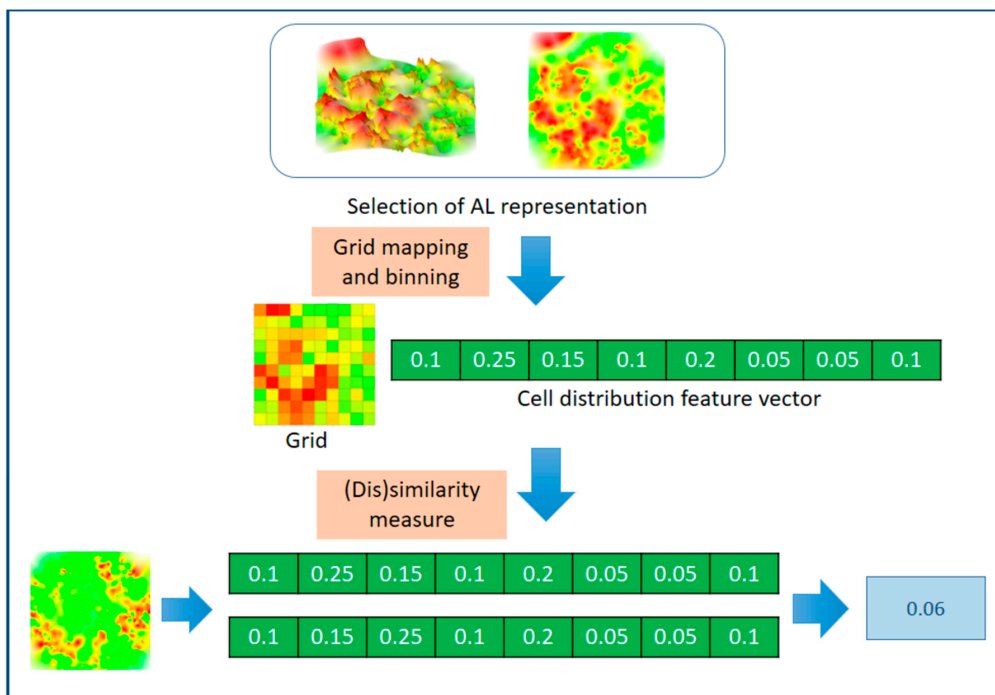 Selection of AL representation
Grid mapping
and binning
0.1 0.25 0.15 0.1 0.2 0.05 0.05 0.1
Cell distribution feature vector
Grid
(Dis)similarity
measure
0.1 0.25 0.15 0.1 0.2 0.05 0.05 0.1
0.06
0.1 0.15 0.25 0.1 0.2 0.05 0.05 0.1